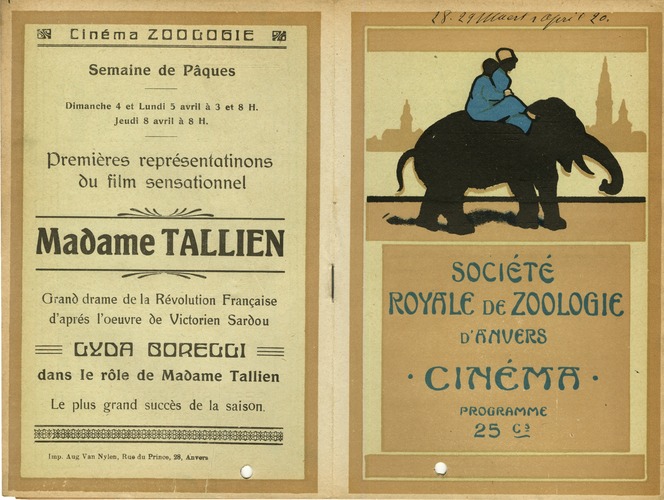 Cinéma ZOOLOGIE
Semaine de Pâques
Dimanche 4 et Lundi 5 avril à 3 et 8 H.
Jeudi 8 avril à 8 H.
Premières représentatinons
du film sensationnel
Madame TALLIEN
Grand drame de la Révolution Française
d'aprés l'oeuvre de Victorien Sardou
LYDA BORELLI
dans le rôle de Madame Tallien
Le plus grand succès de la saison.
Imp. Aug Van Nylen, Rue du Prince, 28, Anvers
28.29 Maart 1 April 20.
SOCIÉTÉ
ROYALE DE ZOOLOGIE
D'ANVERS
· CINÉMA ·
PROGRAMME
25 Cs